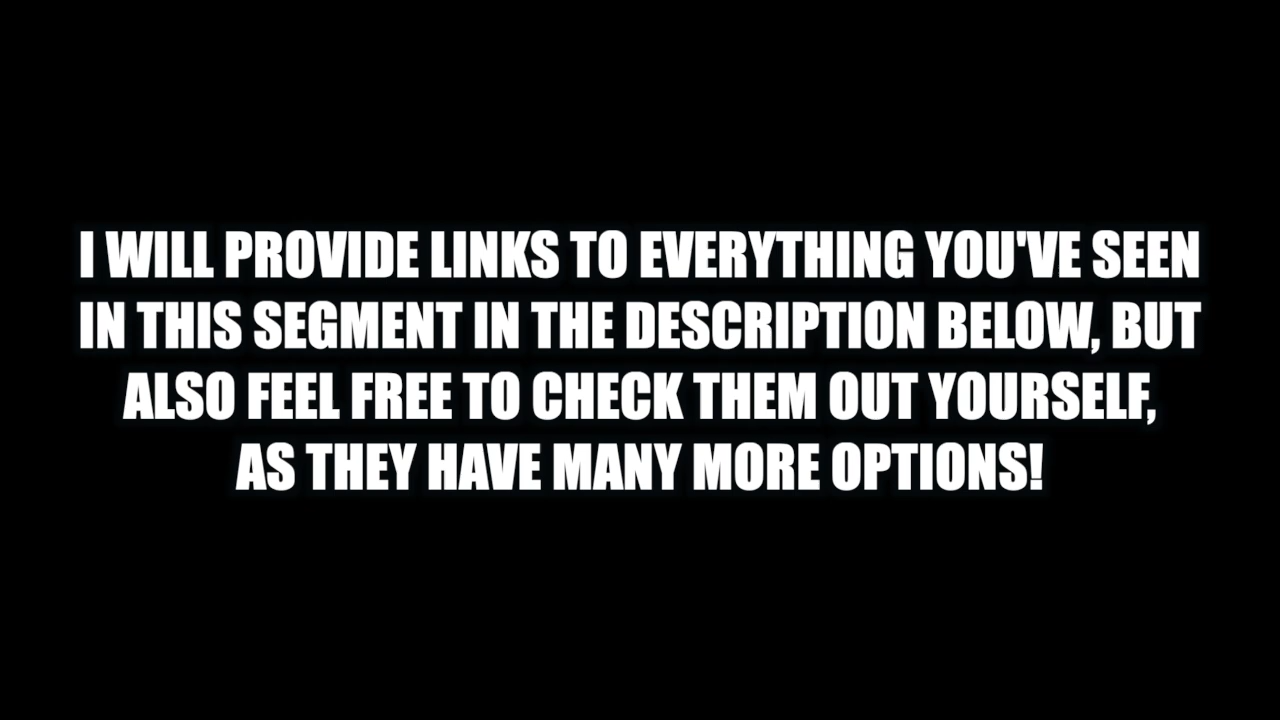 I WILL PROVIDE LINKS TO EVERYTHING YOU'VE SEEN
IN THIS SEGMENT IN THE DESCRIPTION BELOW, BUT
ALSO FEEL FREE TO CHECK THEM OUT YOURSELF,
AS THEY HAVE MANY MORE OPTIONS!